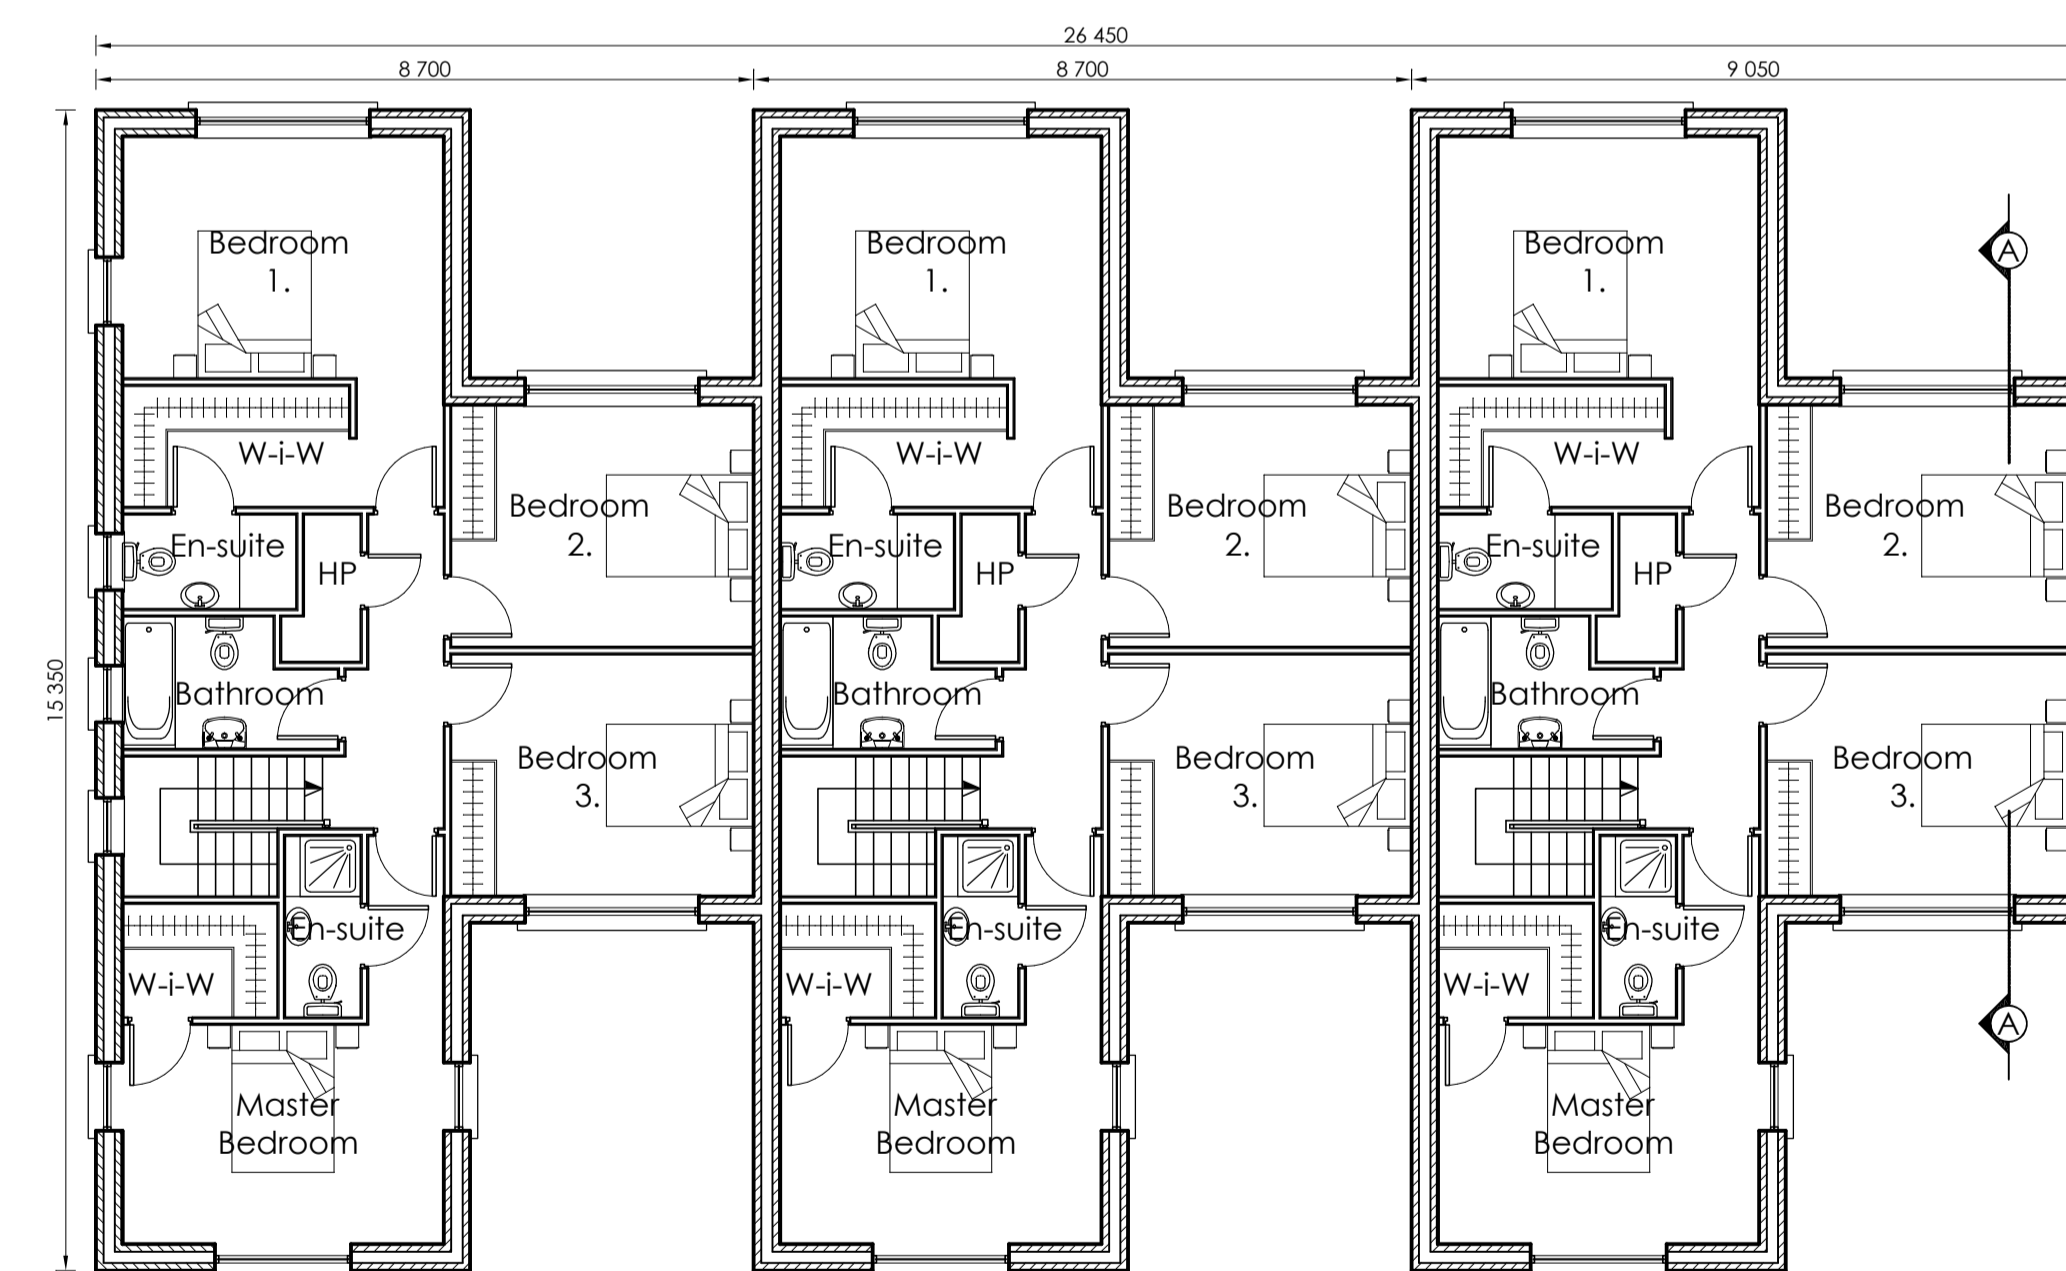 26 450
8 700
8 700
9 050
15 350
Bedroom
1.
Bedroom
1.
Bedroom
1.
A
W-i-W
W-i-W
W-i-W
Bedroom
2.
Bedroom
2.
Bedroom
2.
En-suite
En-suite
En-suite
HP
HP
HP
Bathroom
Bathroom
Bathroom
Bedroom
3.
Bedroom
3.
Bedroom
3.
En-suite
En-suite
En-suite
W-i-W
W-i-W
W-i-W
A
Master
Bedroom
Master
Bedroom
Master
Bedroom